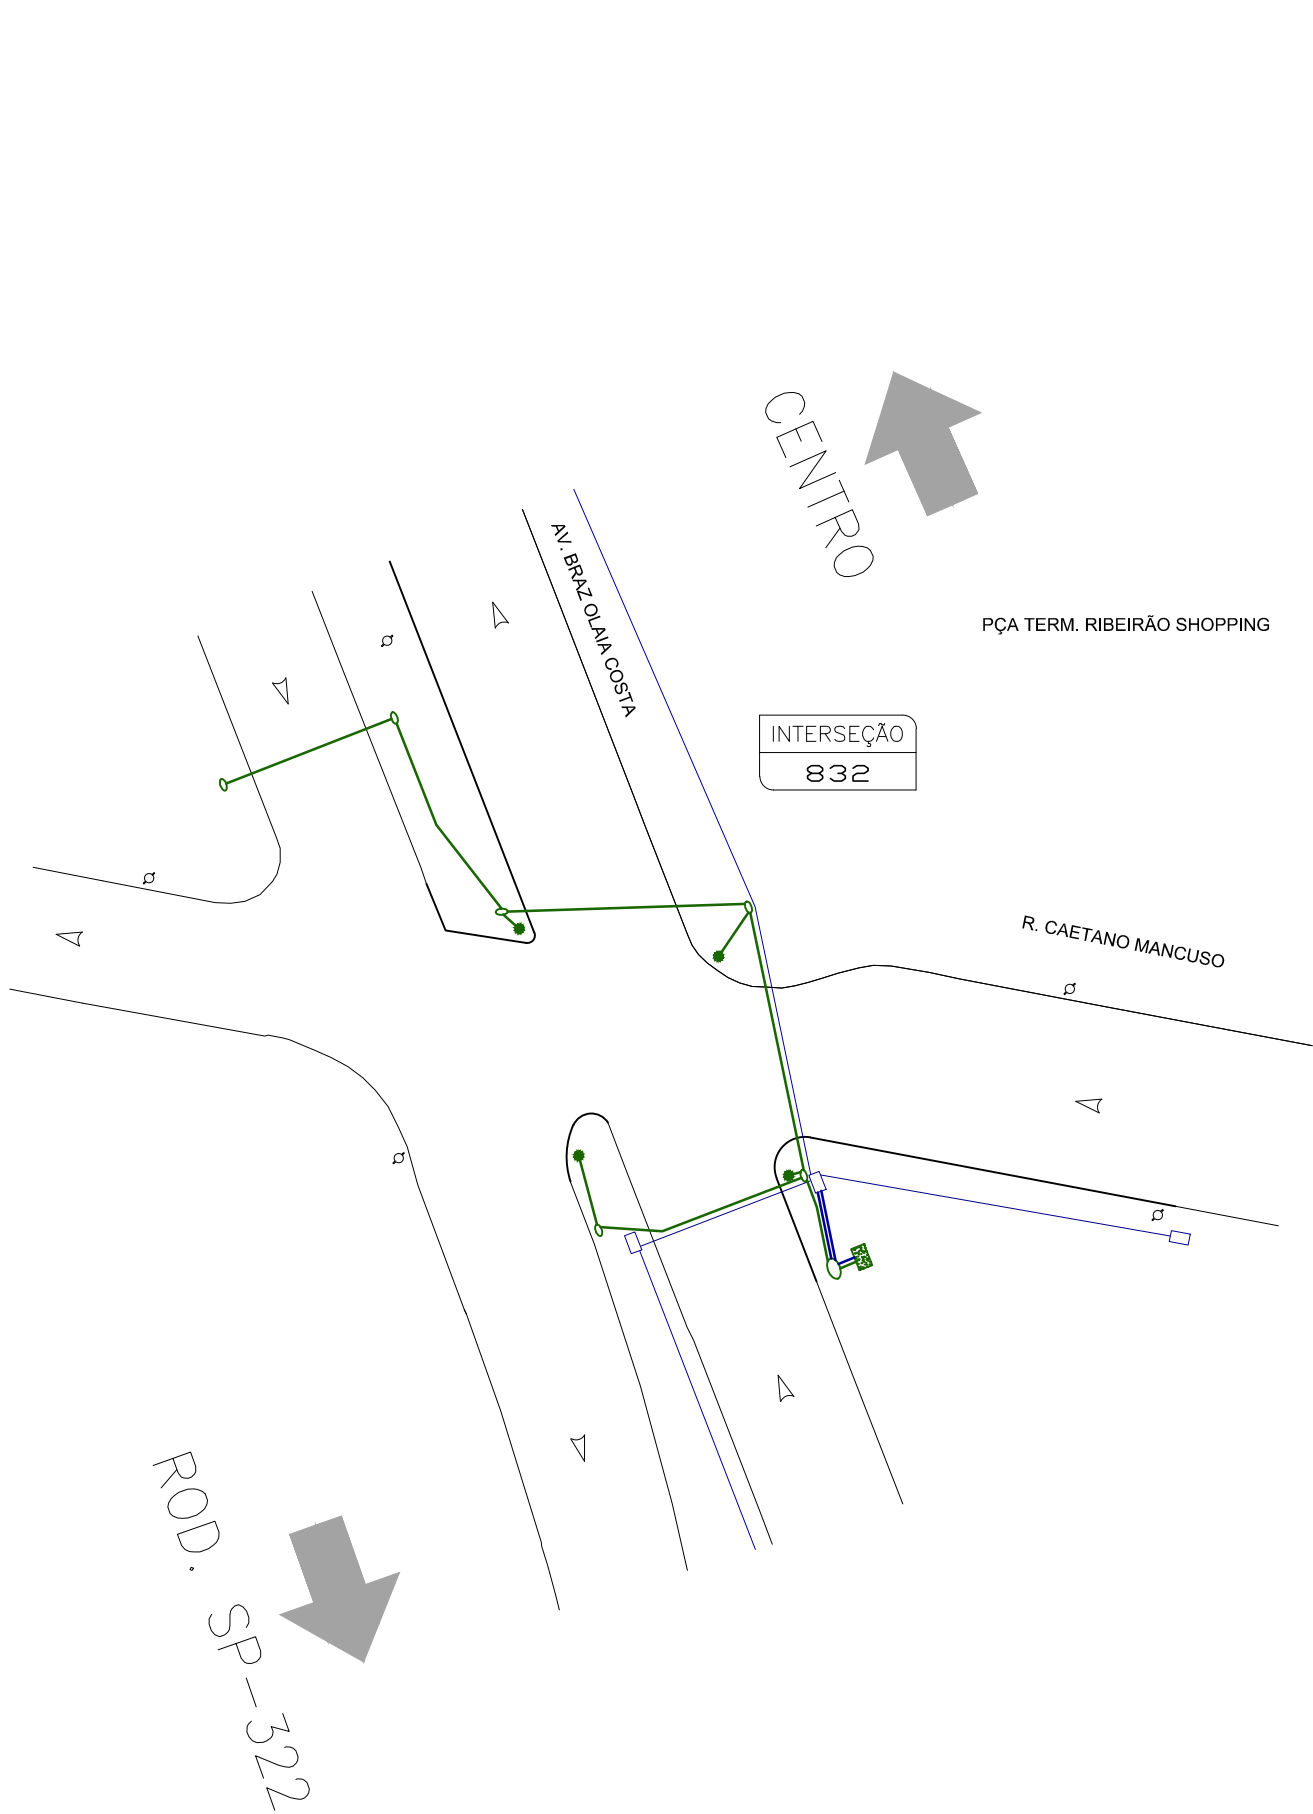 CENTRO
AV. BRAZ OLAIA COSTA
PÇA TERM. RIBEIRÃO SHOPPING
INTERSEÇÃO
832
R. CAETANO MANCUSO
ROD. SP-322